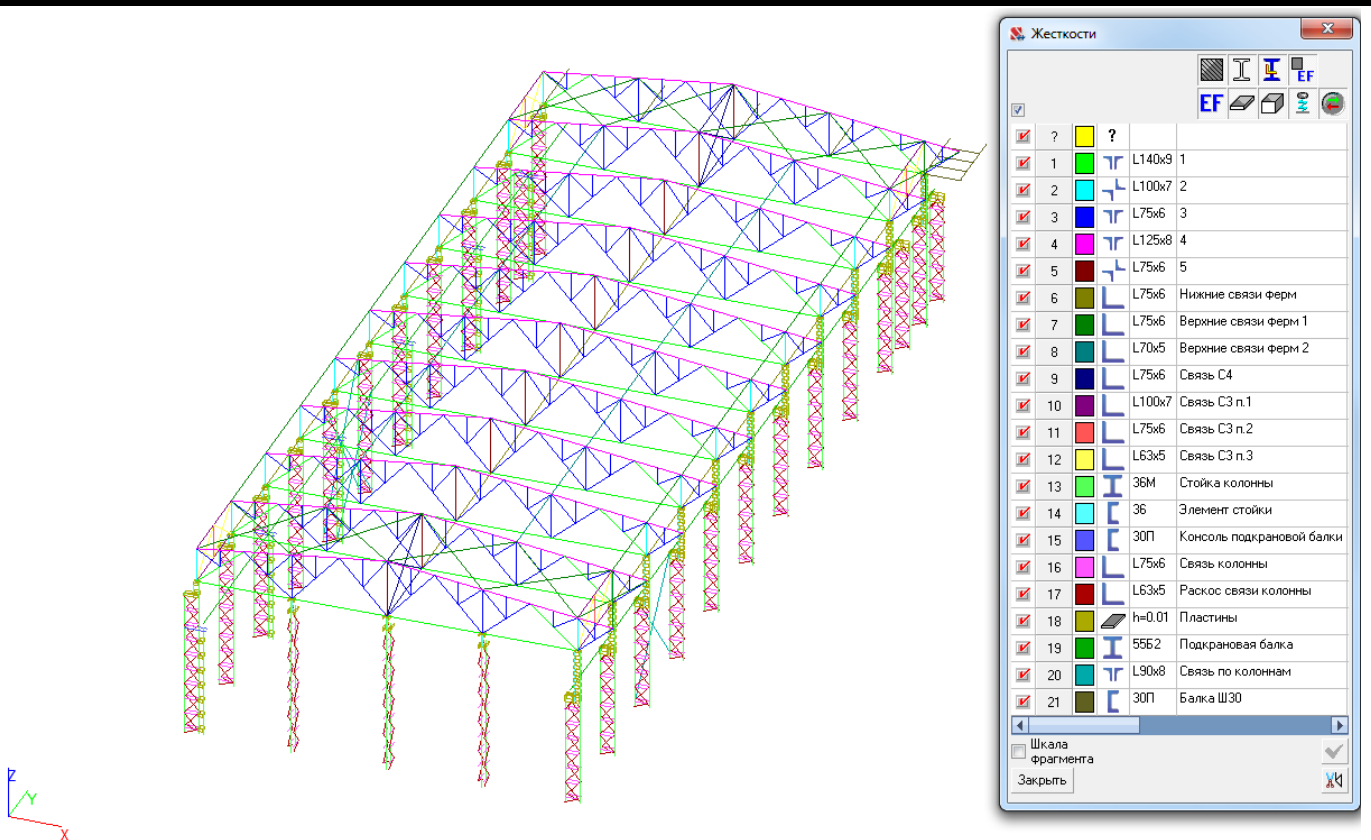 Жесткости
EF
EF
? ?
1 L140x9 1
2 L100x7 2
3 L75x6 3
4 L125x8 4
5 L75x6 5
6 L75x6 Нижние связи ферм
7 L75x6 Верхние связи ферм 1
8 L70x5 Верхние связи ферм 2
9 L75x6 Связь С4
10 L100x7 Связь С3 п.1
11 L75x6 Связь С3 п.2
12 L63x5 Связь С3 п.3
13 36М Стойка колонны
14 36 Элемент стойки
15 30П Консоль подкрановой балки
16 L75x6 Связь колонны
17 L63x5 Раскос связи колонны
18 h=0.01 Пластины
19 55Б2 Подкрановая балка
20 L90x8 Связь по колоннам
21 30П Балка Ш30
Шкала
фрагмента
Закрыть
Z
Y
X